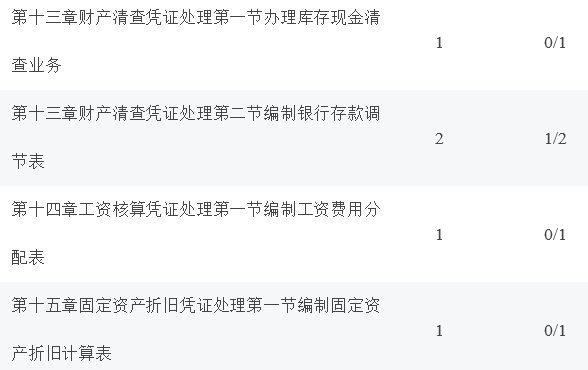 第十三章财产清查凭证处理第一节办理库存现金清
查业务
1
0/1
第十三章财产清查凭证处理第二节编制银行存款调
节表
2
1/2
第十四章工资核算凭证处理第一节编制工资费用分
配表
1
0/1
第十五章固定资产折旧凭证处理第一节编制固定资
产折旧计算表
1
0/1